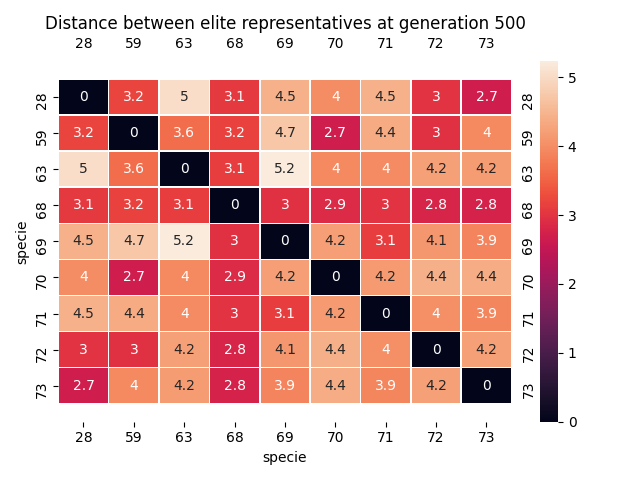 Distance between elite representatives at generation 500
28 59 63 68 69 70 71 72 73
28 0 3.2 5 3.1 4.5 4 4.5 3 2.7 28
59 3.2 0 3.6 3.2 4.7 2.7 4.4 3 4 59
63 5 3.6 0 3.1 5.2 4 4 4.2 4.2 63
68 3.1 3.2 3.1 0 3 2.9 3 2.8 2.8 68
69 4.5 4.7 5.2 3 0 4.2 3.1 4.1 3.9 69
70 4 2.7 4 2.9 4.2 0 4.2 4.4 4.4 70
71 4.5 4.4 4 3 3.1 4.2 0 4 3.9 71
72 3 3 4.2 2.8 4.1 4.4 4 0 4.2 72
73 2.7 4 4.2 2.8 3.9 4.4 3.9 4.2 0 73
28 59 63 68 69 70 71 72 73
specie
specie
5
4
3
2
1
0